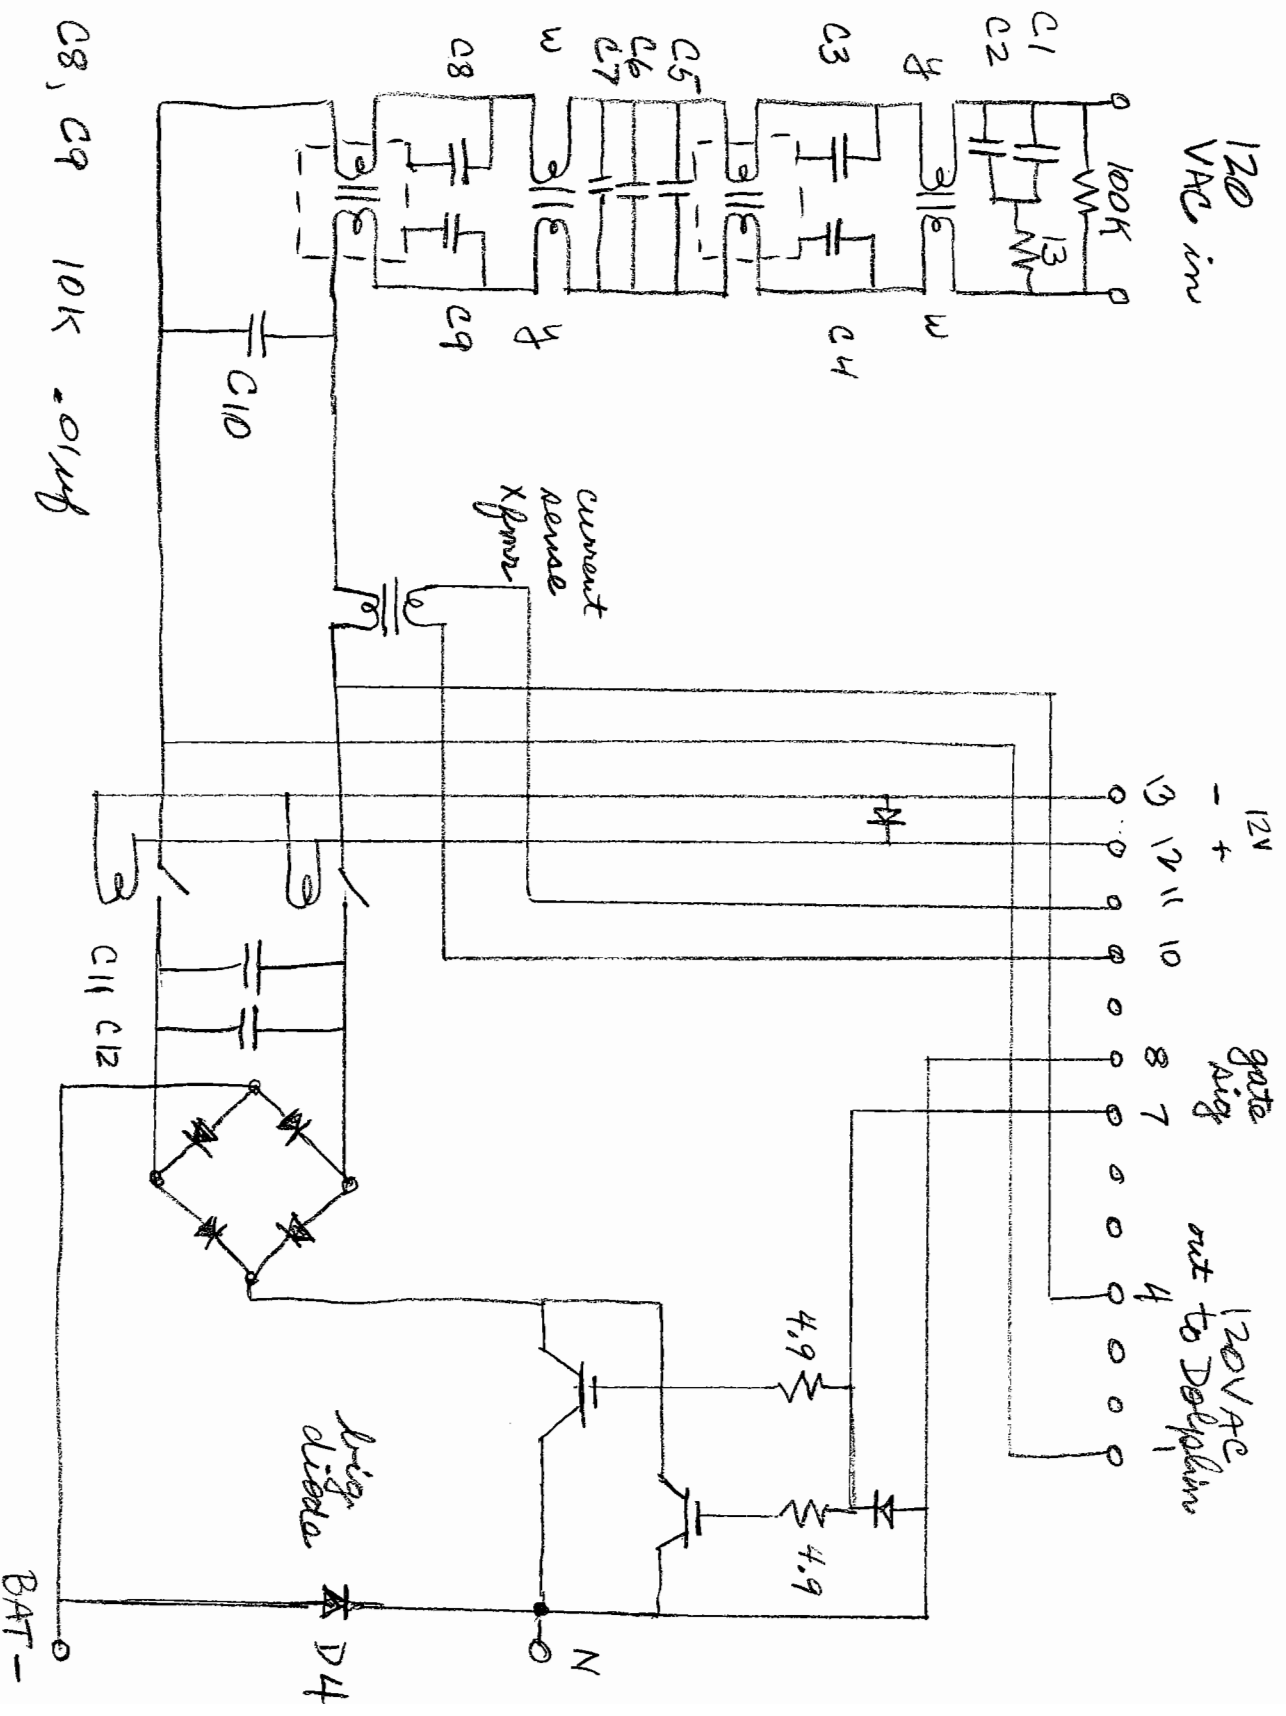 120
VAC in
100K
C1
C2
13
y
w
C3
C4
C5
C6
C7
w
y
C8
C9
C8, C9 10K .01µf
C10
current
sense
xfmr
12V
- +
13 12 11 10 8 7 4 1
gate
sig
120VAC
out to Dolphin
C11 C12
4.9
4.9
big
diode
D4
N
BAT -